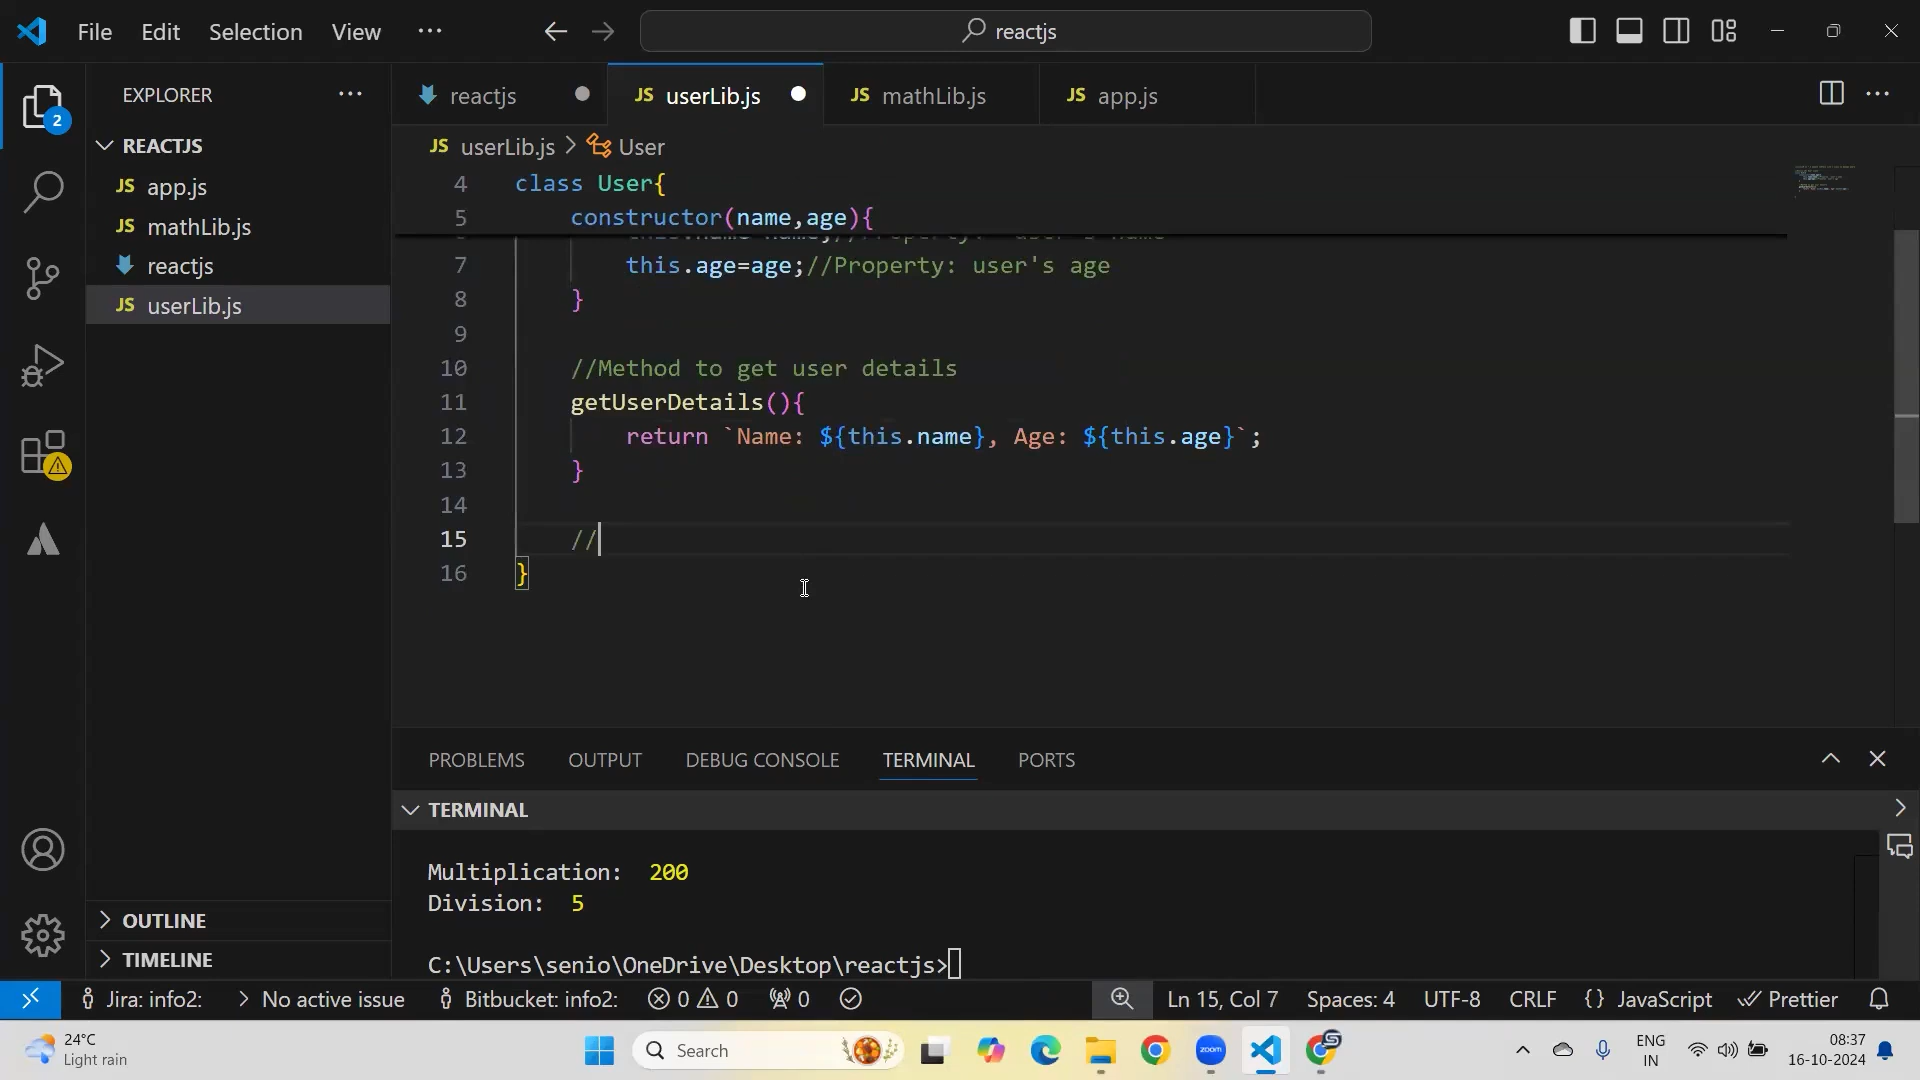 File Edit Selection View ··· reactjs
EXPLORER ···
reactjs userLib.js mathLib.js app.js
REACTJS
JS app.js
JS mathLib.js
reactjs
JS userLib.js
2
JS userLib.js > User
4 class User{
5 constructor(name,age){
7 this.age=age;//Property: user's age
8 }
9
10 //Method to get user details
11 getUserDetails(){
12 return `Name: ${this.name}, Age: ${this.age}`;
13 }
14
15 //
16 }
PROBLEMS OUTPUT DEBUG CONSOLE TERMINAL PORTS
TERMINAL
Multiplication: 200
Division: 5
C:\Users\senio\OneDrive\Desktop\reactjs>
OUTLINE
TIMELINE
Jira: info2: > No active issue Bitbucket: info2: 0 0 0 Ln 15, Col 7 Spaces: 4 UTF-8 CRLF {} JavaScript Prettier
24°C
Light rain
Search
zoom
ENG
IN
08:37
16-10-2024